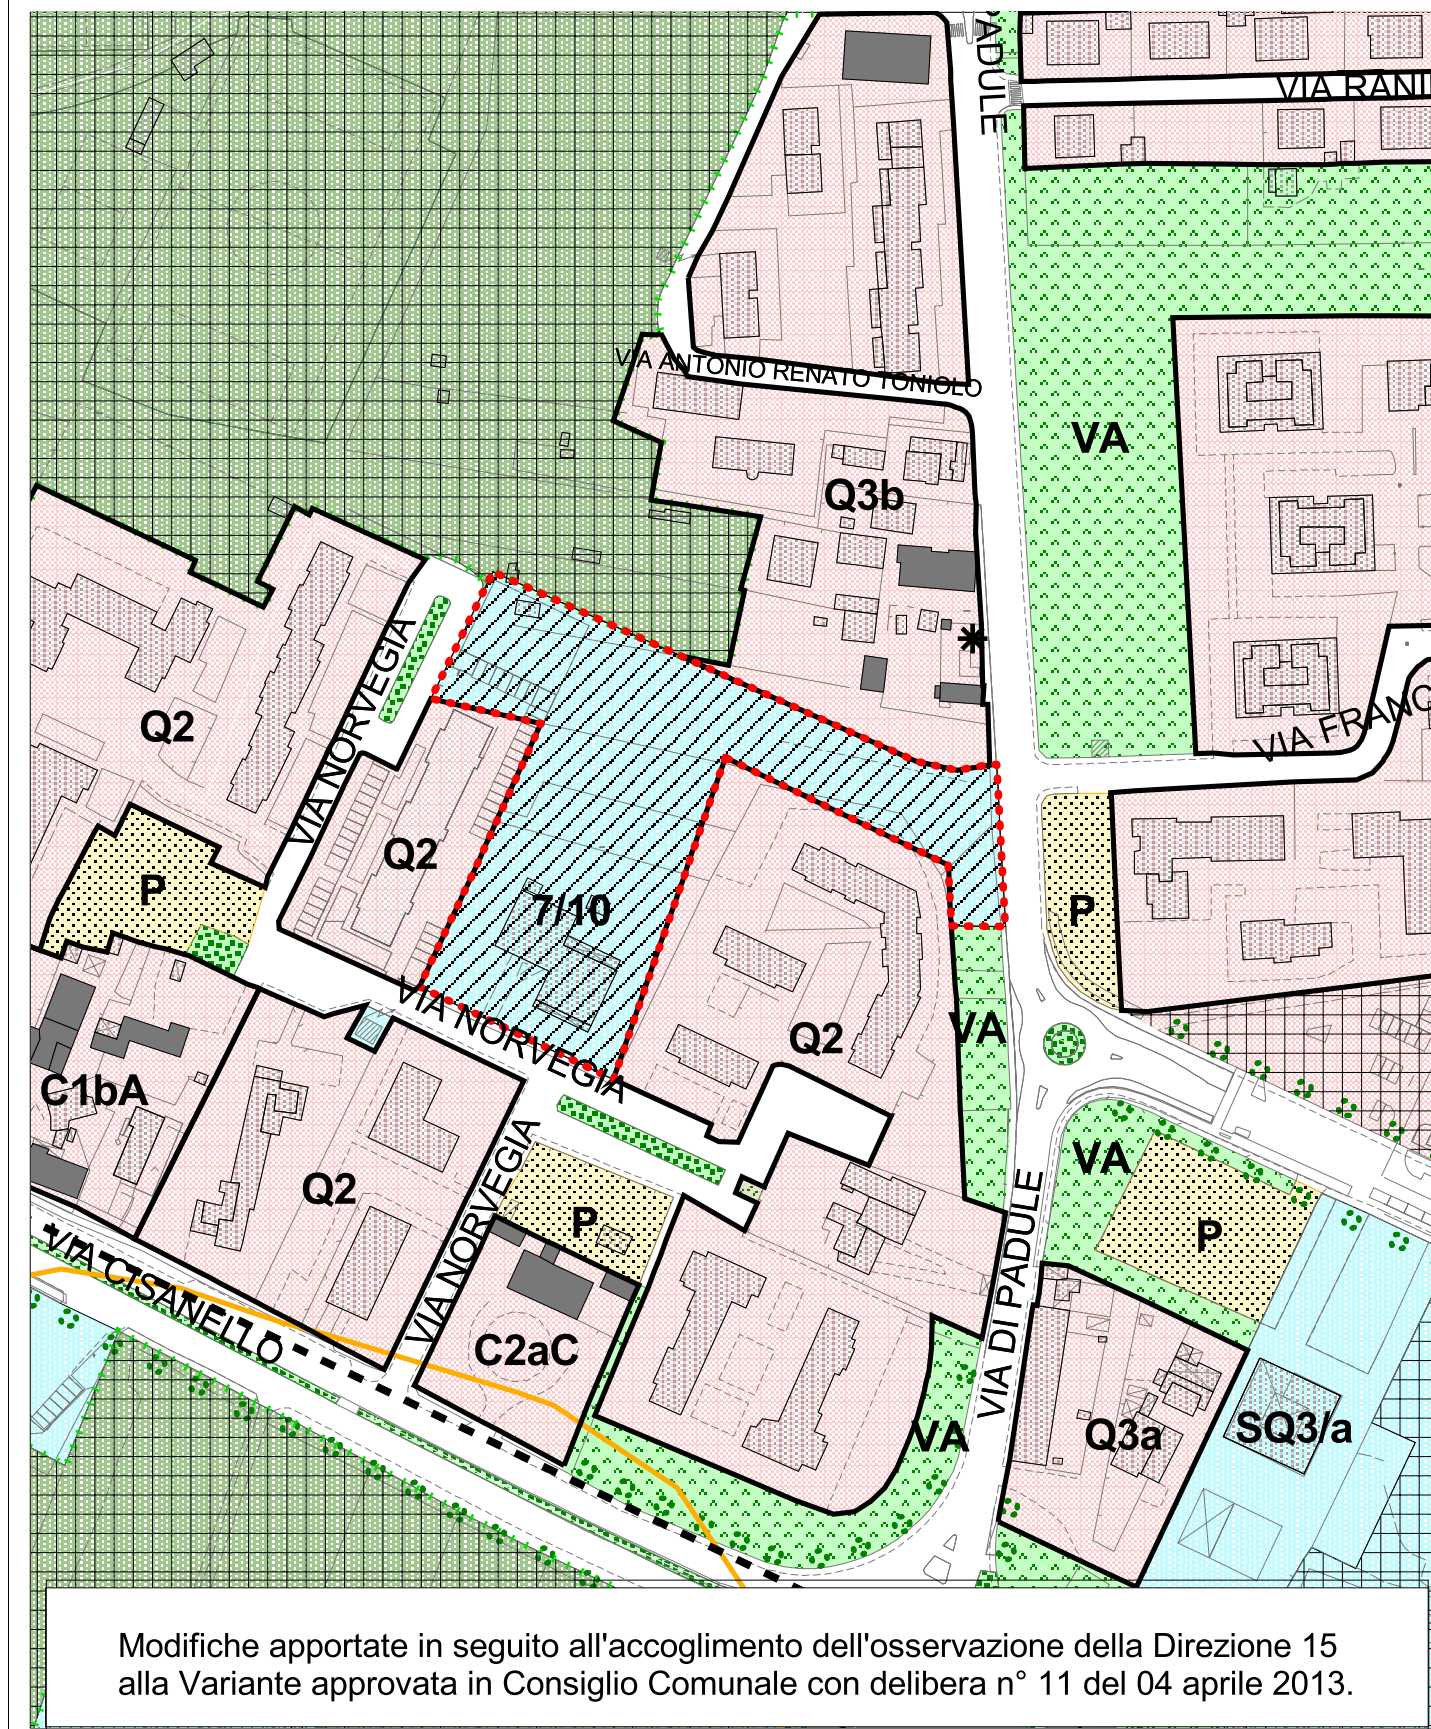 ADULE
VIA RANI
VIA ANTONIO RENATO TONIOLO
VA
Q3b
VIA NORVEGIA
Q2
VIA FRANC
Q2
P
7/10
P
VIA NORVEGIA
Q2
VA
C1bA
VIA NORVEGIA
VA
Q2
P
P
VIA DI PADULE
VIA CISANELLO
C2aC
VA
Q3a
SQ3/a
Modifiche apportate in seguito all'accoglimento dell'osservazione della Direzione 15
alla Variante approvata in Consiglio Comunale con delibera n° 11 del 04 aprile 2013.